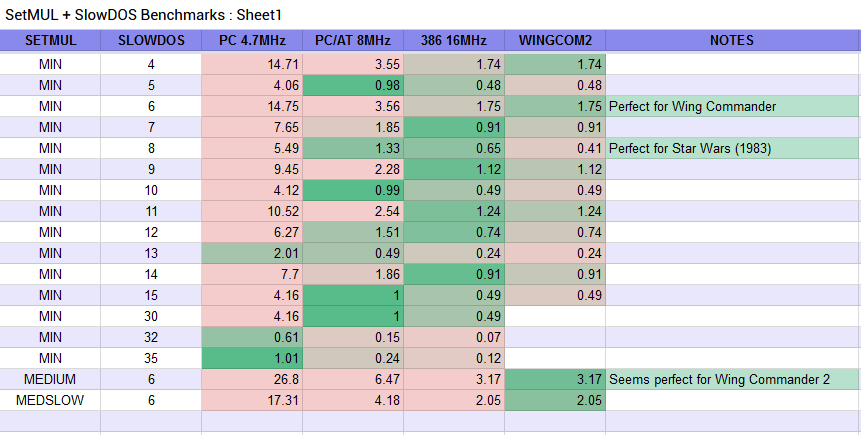 SetMUL + SlowDOS Benchmarks : Sheet1
SETMUL SLOWDOS PC 4.7MHz PC/AT 8MHz 386 16MHz WINGCOM2 NOTES
MIN 4 14.71 3.55 1.74 1.74
MIN 5 4.06 0.98 0.48 0.48
MIN 6 14.75 3.56 1.75 1.75 Perfect for Wing Commander
MIN 7 7.65 1.85 0.91 0.91
MIN 8 5.49 1.33 0.65 0.41 Perfect for Star Wars (1983)
MIN 9 9.45 2.28 1.12 1.12
MIN 10 4.12 0.99 0.49 0.49
MIN 11 10.52 2.54 1.24 1.24
MIN 12 6.27 1.51 0.74 0.74
MIN 13 2.01 0.49 0.24 0.24
MIN 14 7.7 1.86 0.91 0.91
MIN 15 4.16 1 0.49 0.49
MIN 30 4.16 1 0.49
MIN 32 0.61 0.15 0.07
MIN 35 1.01 0.24 0.12
MEDIUM 6 26.8 6.47 3.17 3.17 Seems perfect for Wing Commander 2
MEDSLOW 6 17.31 4.18 2.05 2.05